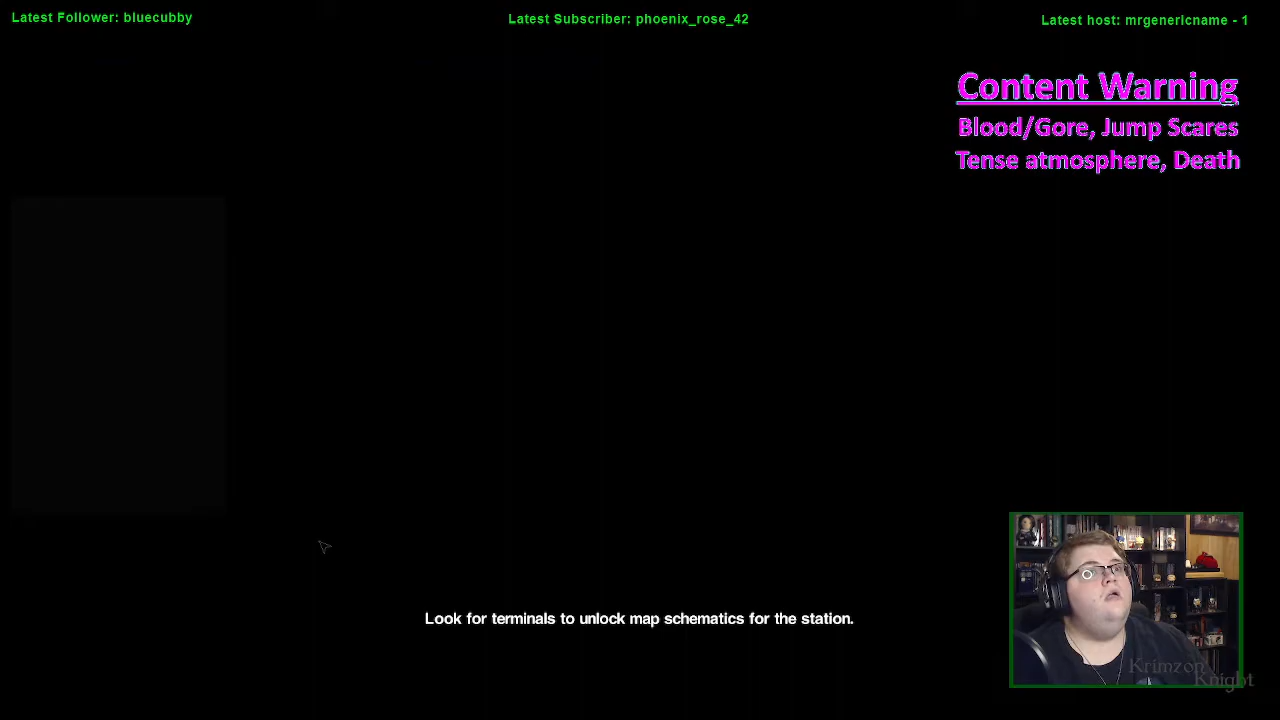 Latest Follower: bluecubby
Latest Subscriber: phoenix_rose_42
Latest host: mrgenericname - 1
Content Warning
Blood/Gore, Jump Scares
Tense atmosphere, Death
Look for terminals to unlock map schematics for the station.
Krimzon
Knight